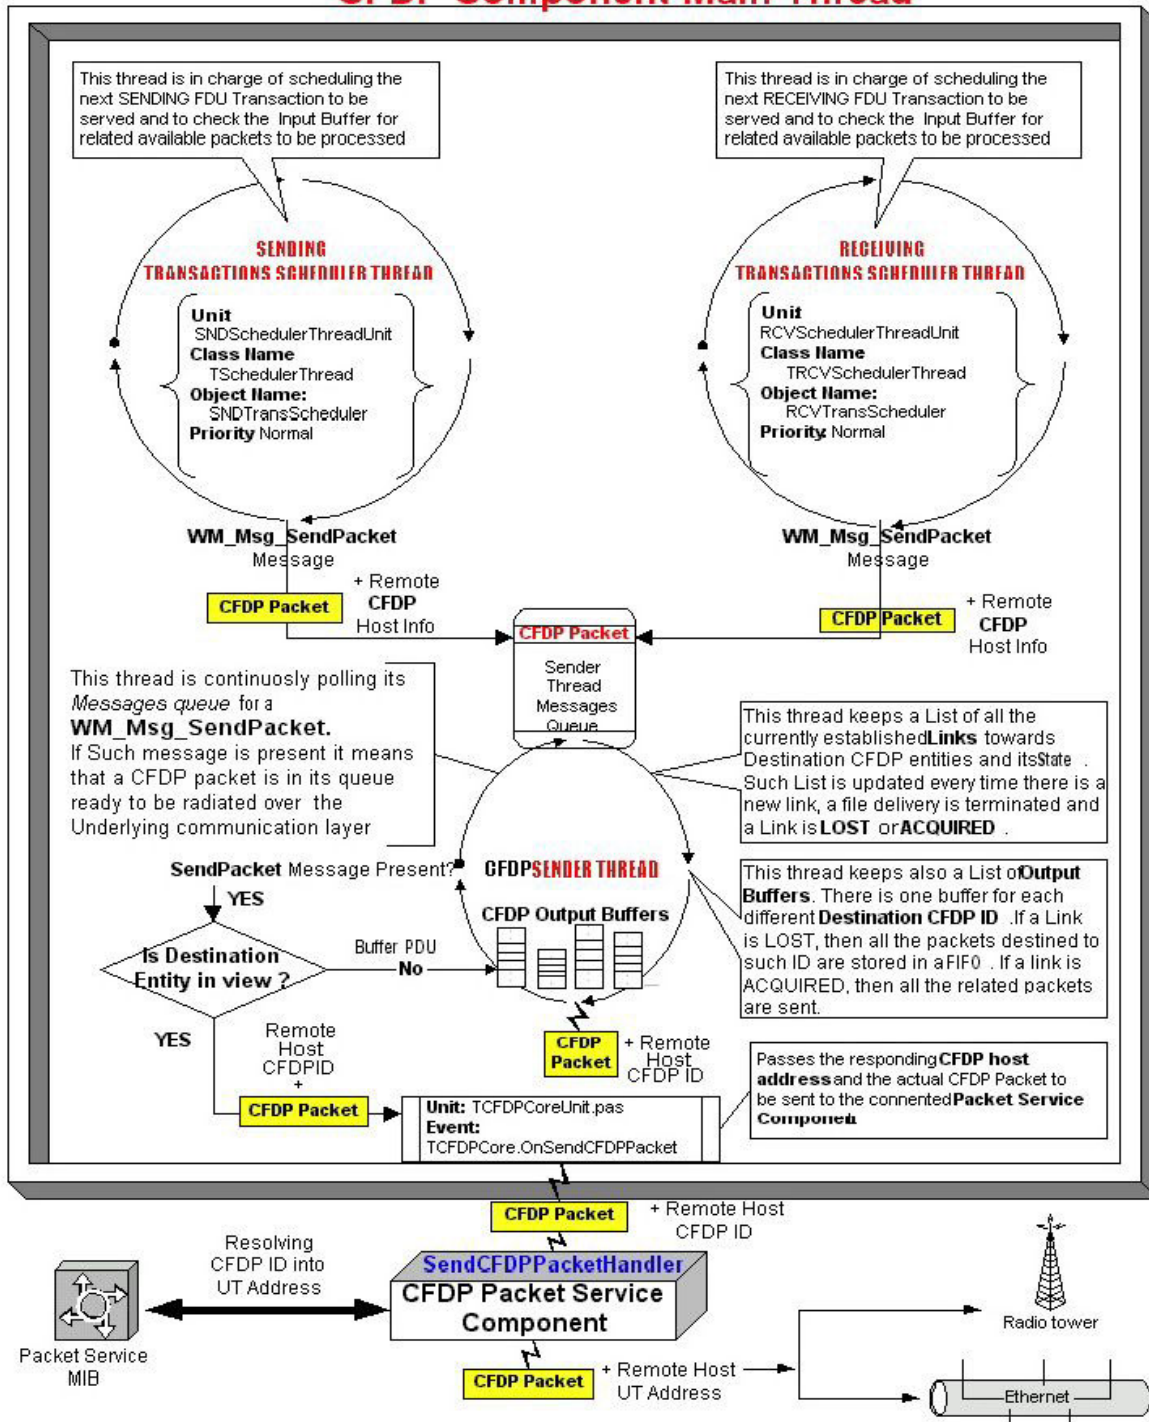 CFDP Component Main Thread
This thread is in charge of scheduling the
next SENDING FDU Transaction to be
served and to check the Input Buffer for
related available packets to be processed
This thread is in charge of scheduling the
next RECEIVING FDU Transaction to be
served and to check the Input Buffer for
related available packets to be processed
SENDING
TRANSACTIONS SCHEDULER THREAD
Unit
SNDSchedulerThreadUnit
Class Name
TSchedulerThread
Object Name:
SNDTransScheduler
Priority Normal
RECEIVING
TRANSACTIONS SCHEDULER THREAD
Unit:
RCVSchedulerThreadUnit
Class Name
TRCVSchedulerThread
Object Name:
RCVTransScheduler
Priority: Normal
WM_Msg_SendPacket
Message
CFDP Packet
+ Remote
CFDP
Host Info
WM_Msg_SendPacket
Message
CFDP Packet
+ Remote
CFDP
Host Info
CFDP Packet
Sender
Thread
Messages
Queue
This thread is continuosly polling its
Messages queue for a
WM_Msg_SendPacket.
If Such message is present it means
that a CFDP packet is in its queue
ready to be radiated over the
Underlying communication layer
This thread keeps a List of all the
currently established Links towards
Destination CFDP entities and its State .
Such List is updated every time there is a
new link, a file delivery is terminated and
a Link is LOST or ACQUIRED .
SendPacket Message Present?
YES
CFDP SENDER THREAD
CFDP Output Buffers
This thread keeps also a List of Output
Buffers. There is one buffer for each
different Destination CFDP ID .If a Link
is LOST, then all the packets destined to
such ID are stored in a FIFO . If a link is
ACQUIRED, then all the related packets
are sent.
Is Destination
Entity in view ?
Buffer PDU
No
YES
Remote
Host
CFDPID
+
CFDP Packet
CFDP
Packet
+ Remote
Host
CFDP ID
Unit: TCFDPCoreUnit.pas
Event:
TCFDPCore.OnSendCFDPPacket
Passes the responding CFDP host
address and the actual CFDP Packet to
be sent to the connented Packet Service
Component.
CFDP Packet
+ Remote Host
CFDP ID
Resolving
CFDP ID into
UT Address
SendCFDPPacketHandler
CFDP Packet Service
Component
Packet Service
MIB
CFDP Packet
+ Remote Host
UT Address
Radio tower
Ethernet